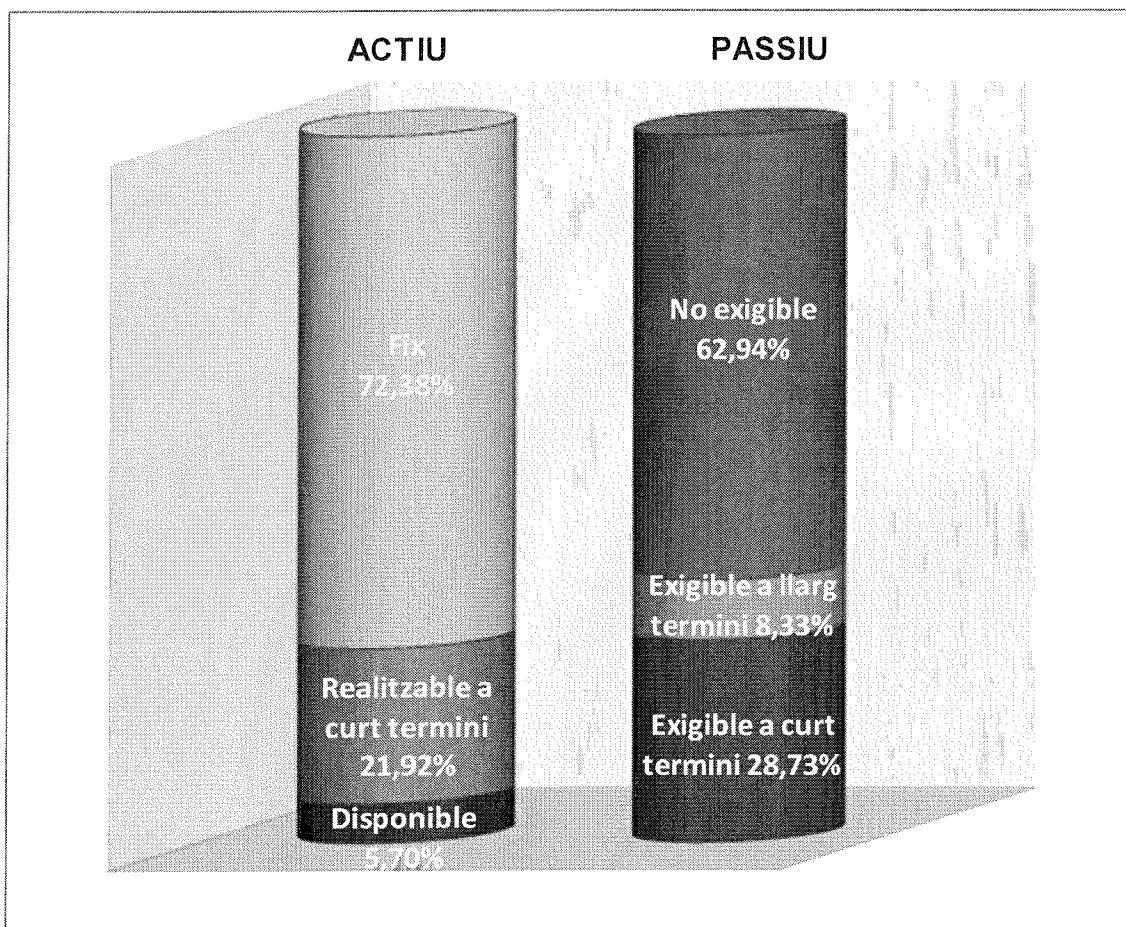 ACTIU
PASSIU
Fix
72,38%
Realitzable a
curt termini
21,92%
Disponible
5,70%
No exigible
62,94%
Exigible a llarg
termini 8,33%
Exigible a curt
termini 28,73%